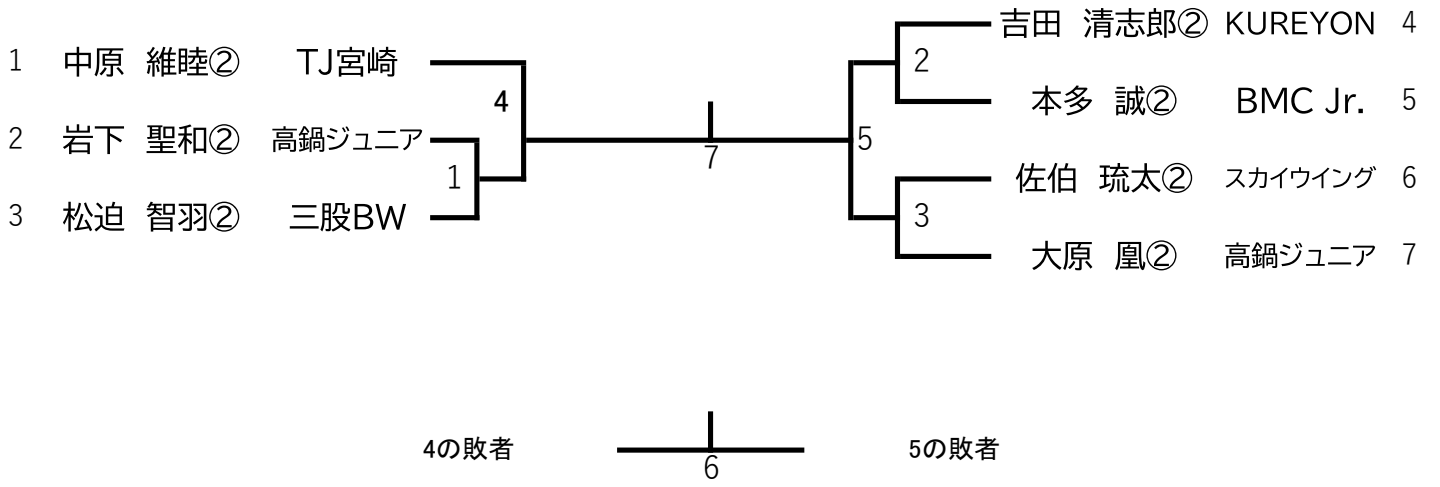 1 中原 維睦② TJ宮崎
2 岩下 聖和② 高鍋ジュニア
3 松迫 智羽② 三股BW
4
1
7
2
5
3
吉田 清志郎② KUREYON 4
本多 誠② BMC Jr. 5
佐伯 琉太② スカイウイング 6
大原 凰② 高鍋ジュニア 7
4の敗者
6
5の敗者